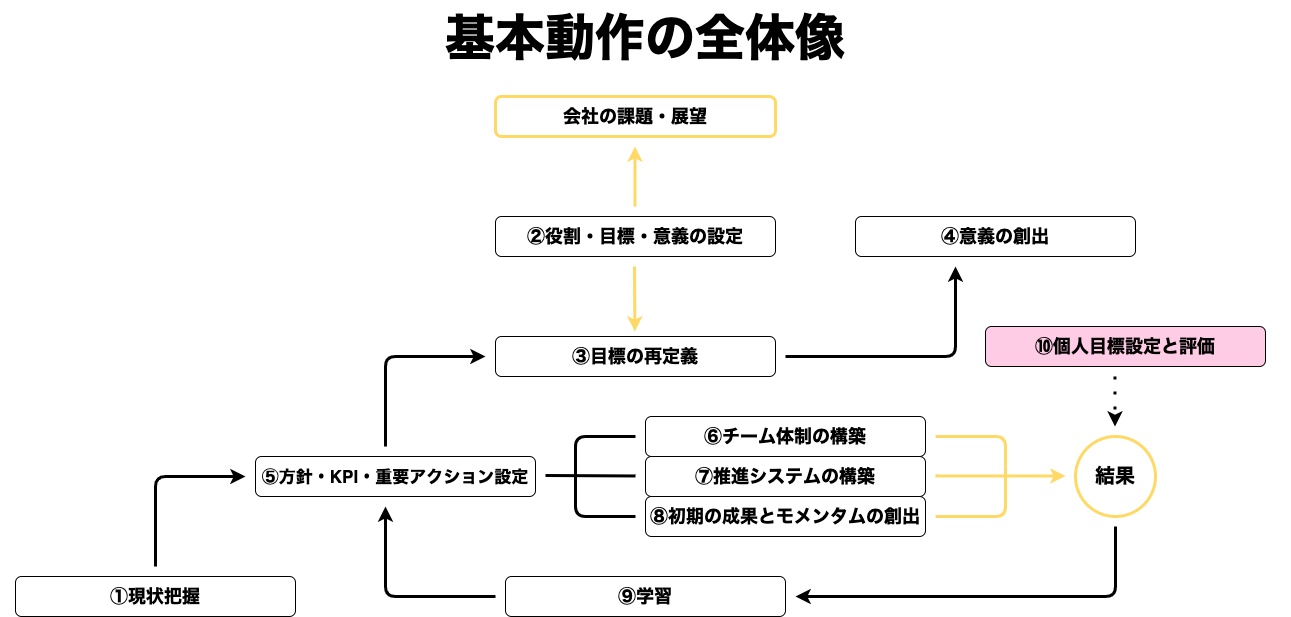 基本動作の全体像
会社の課題・展望
②役割・目標・意義の設定
④意義の創出
③目標の再定義
⑩個人目標設定と評価
⑥チーム体制の構築
⑤方針・KPI・重要アクション設定
⑦推進システムの構築
結果
⑧初期の成果とモメンタムの創出
①現状把握
⑨学習